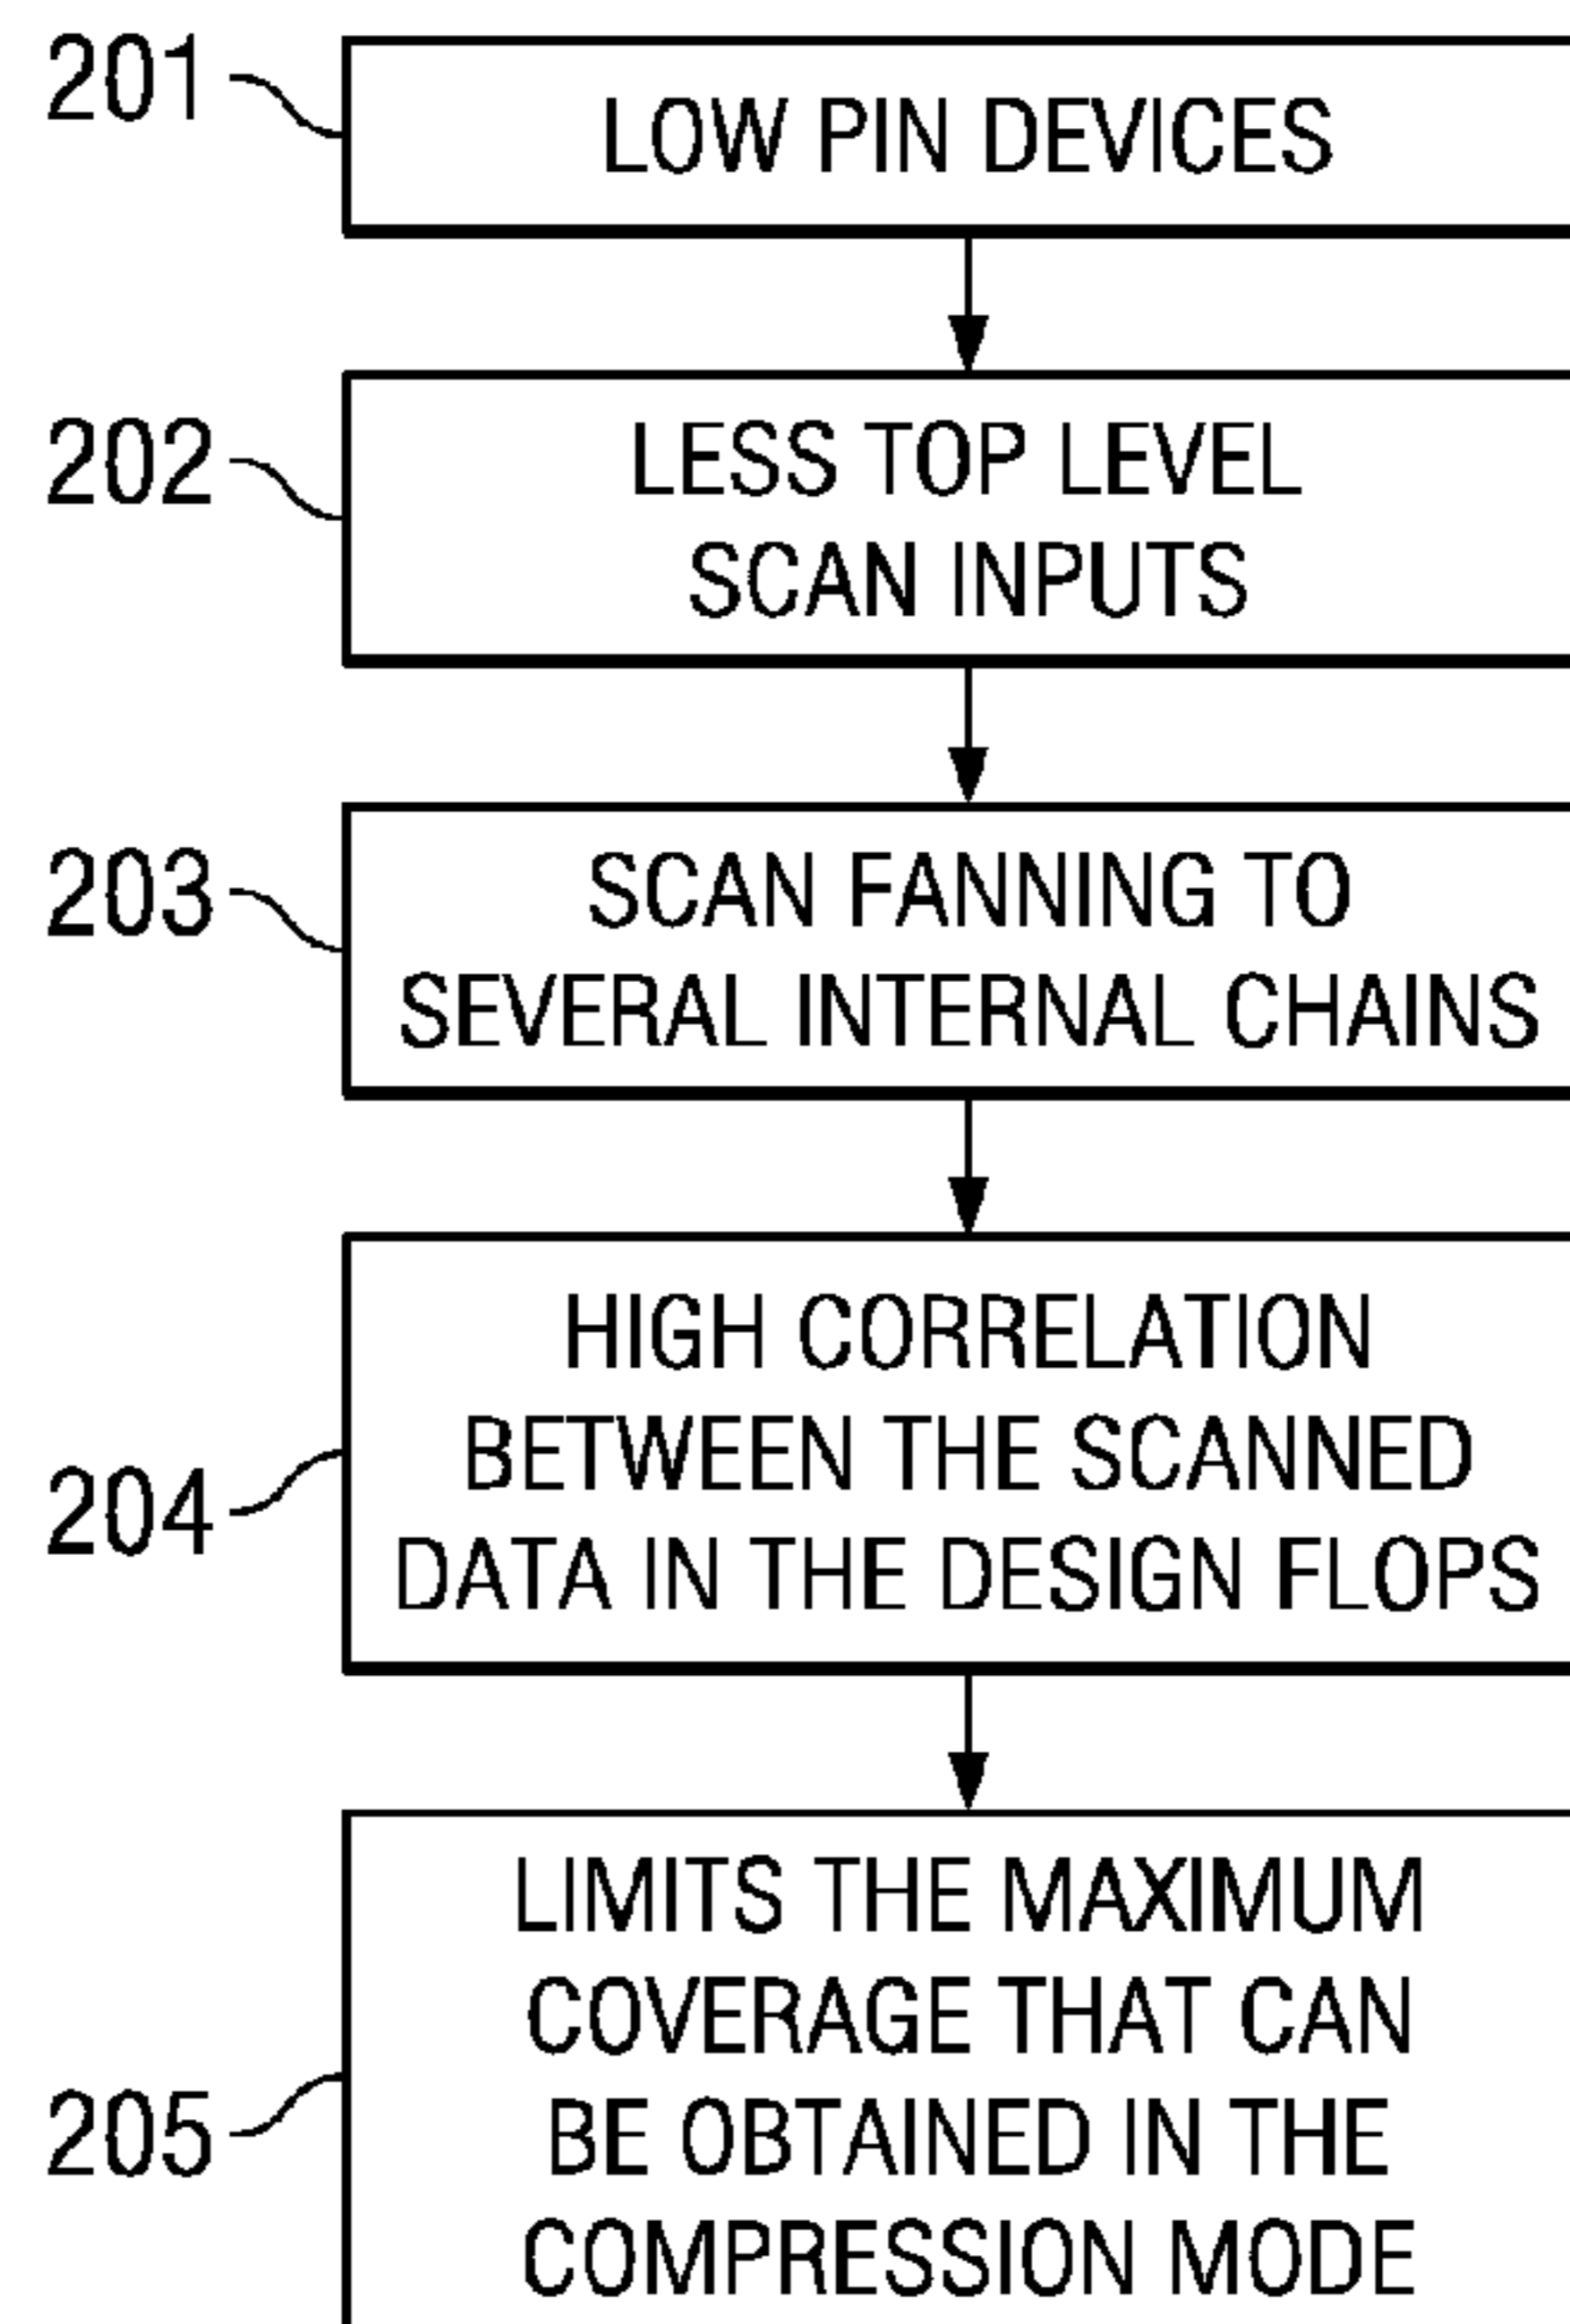 201
LOW PIN DEVICES
202
LESS TOP LEVEL
SCAN INPUTS
203
SCAN FANNING TO
SEVERAL INTERNAL CHAINS
204
HIGH CORRELATION
BETWEEN THE SCANNED
DATA IN THE DESIGN FLOPS
205
LIMITS THE MAXIMUM
COVERAGE THAT CAN
BE OBTAINED IN THE
COMPRESSION MODE